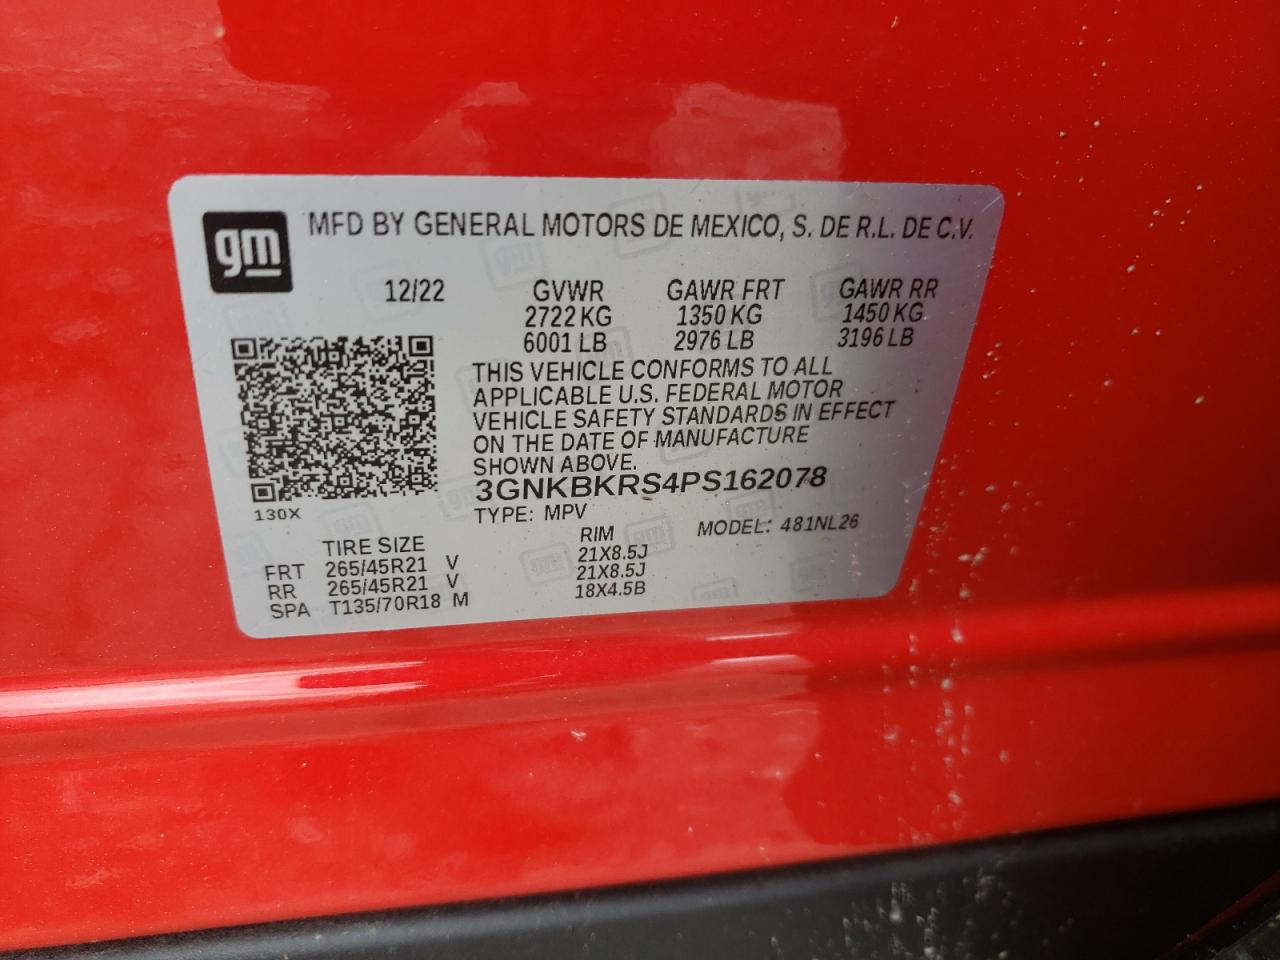 gm
MFD BY GENERAL MOTORS DE MEXICO, S. DE R.L. DE C.V.
12/22 GVWR GAWR FRT GAWR RR
2722 KG 1350 KG 1450 KG
6001 LB 2976 LB 3196 LB
THIS VEHICLE CONFORMS TO ALL
APPLICABLE U.S. FEDERAL MOTOR
VEHICLE SAFETY STANDARDS IN EFFECT
ON THE DATE OF MANUFACTURE
SHOWN ABOVE.
3GNKBKRS4PS162078
130X
TYPE: MPV MODEL: 481NL26
TIRE SIZE RIM
FRT 265/45R21 V 21X8.5J
RR 265/45R21 V 21X8.5J
SPA T135/70R18 M 18X4.5B